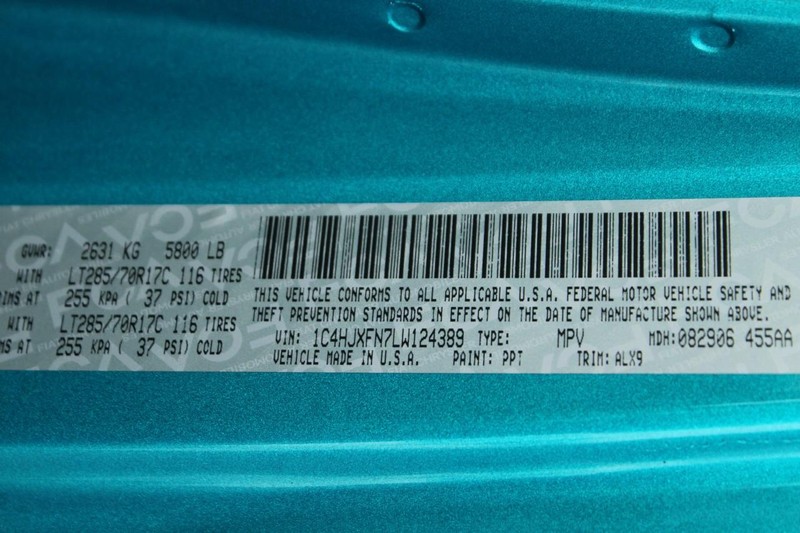 GVWR: 2631 KG 5800 LB
WITH LT285/70R17C 116 TIRES
RIMS AT 255 KPA ( 37 PSI) COLD
WITH LT285/70R17C 116 TIRES
RIMS AT 255 KPA ( 37 PSI) COLD
THIS VEHICLE CONFORMS TO ALL APPLICABLE U.S.A. FEDERAL MOTOR VEHICLE SAFETY AND
THEFT PREVENTION STANDARDS IN EFFECT ON THE DATE OF MANUFACTURE SHOWN ABOVE.
VIN: 1C4HJXFN7LW124389 TYPE: MPV MDH:082906 455AA
VEHICLE MADE IN U.S.A. PAINT: PPT TRIM: ALX9